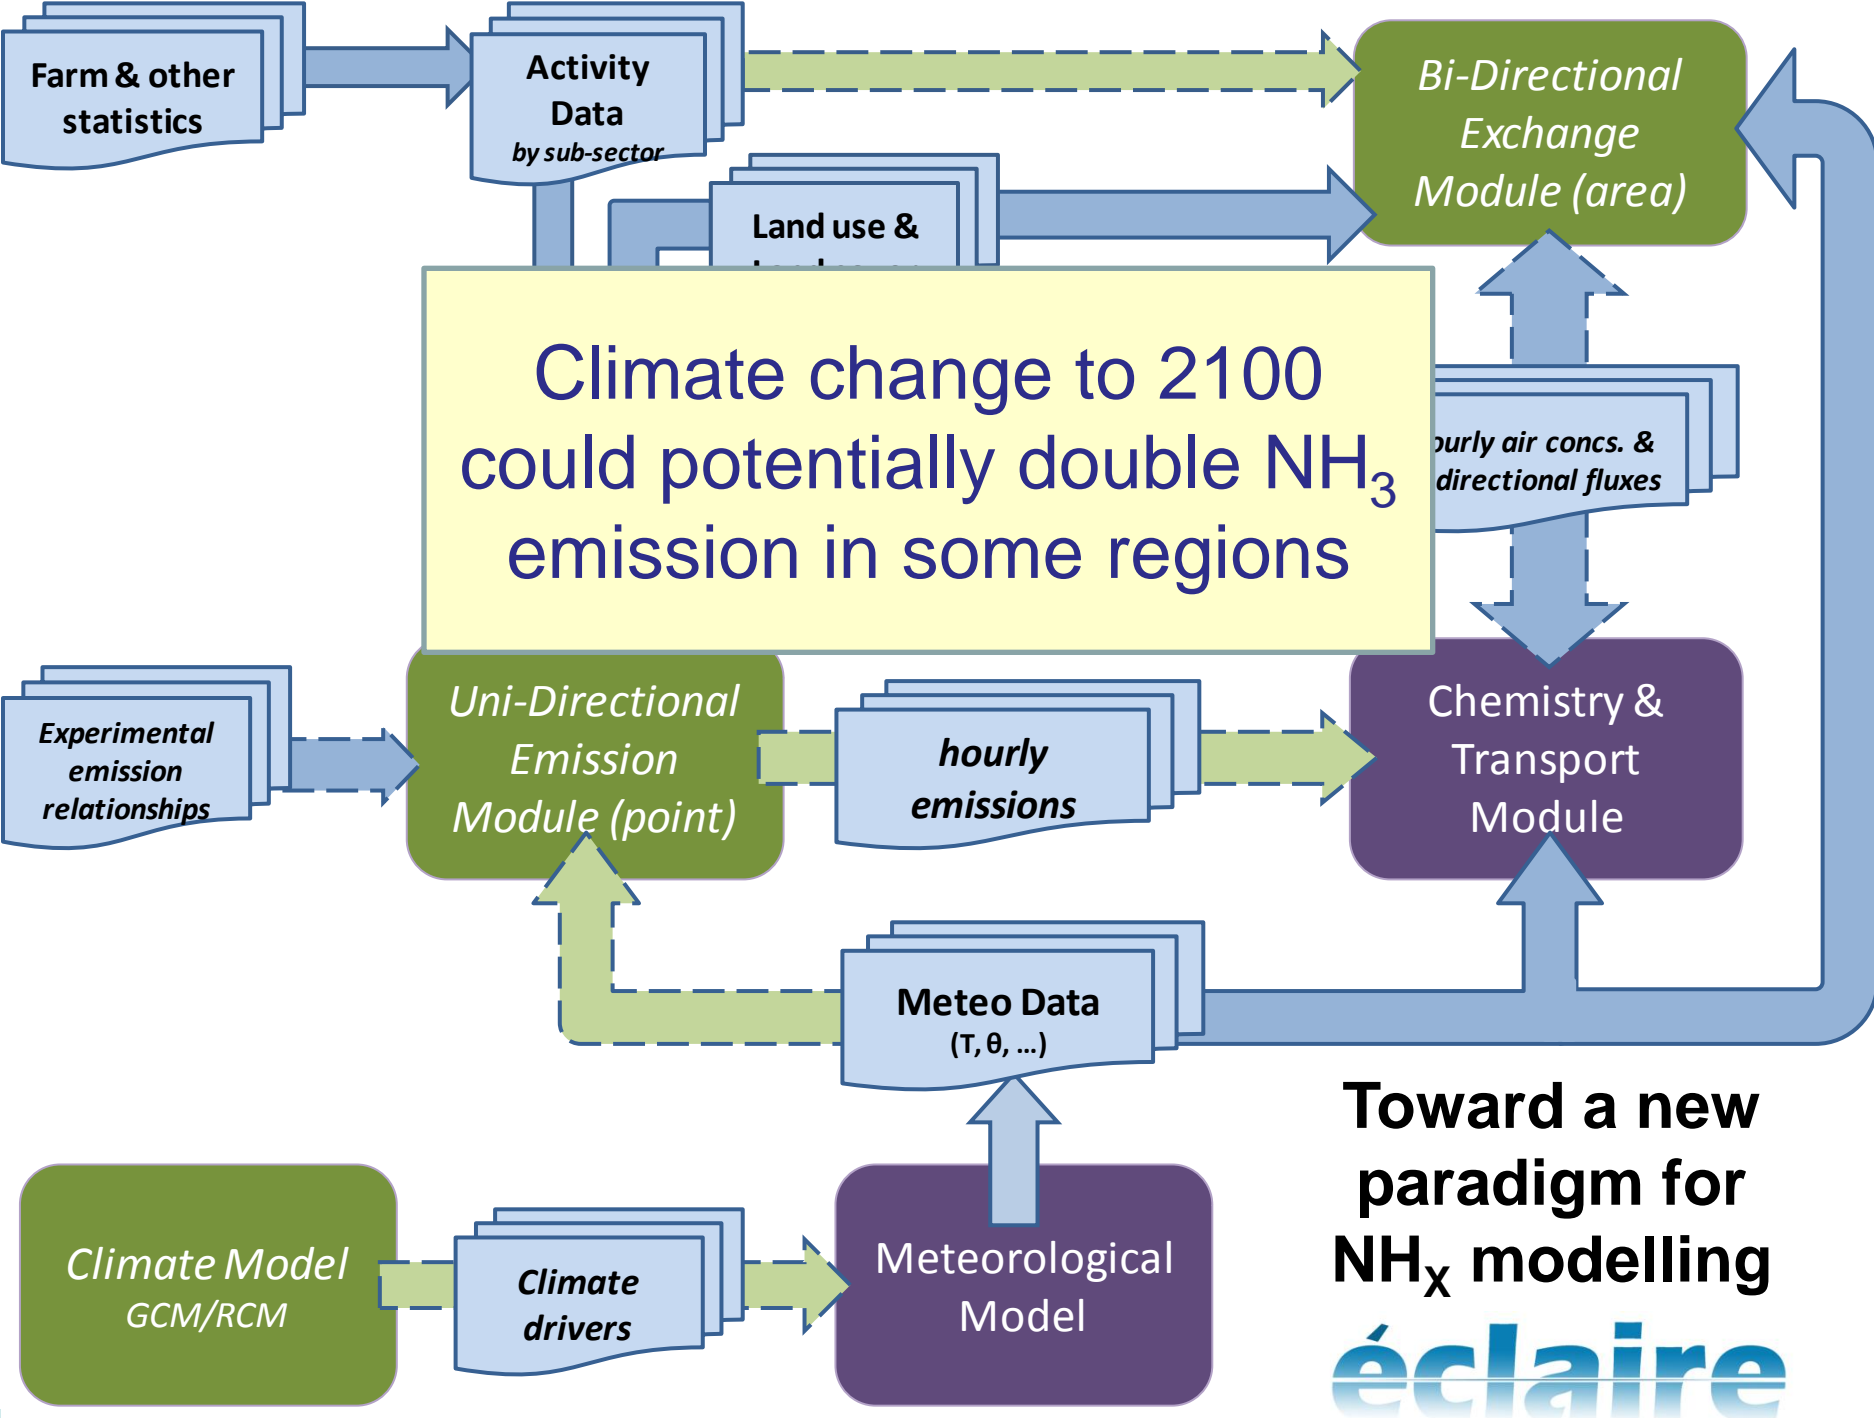 Farm & other
statistics
Activity
Data
by sub-sector
Bi-Directional
Exchange
Module (area)
Land use &
Climate change to 2100
could potentially double NH₃
emission in some regions
air concs. &
directional fluxes
Experimental
emission
relationships
Uni-Directional
Emission
Module (point)
hourly
emissions
Chemistry &
Transport
Module
Meteo Data
(T, θ, ...)
Climate Model
GCM/RCM
Climate
drivers
Meteorological
Model
Toward a new
paradigm for
NHₓ modelling
éclaire